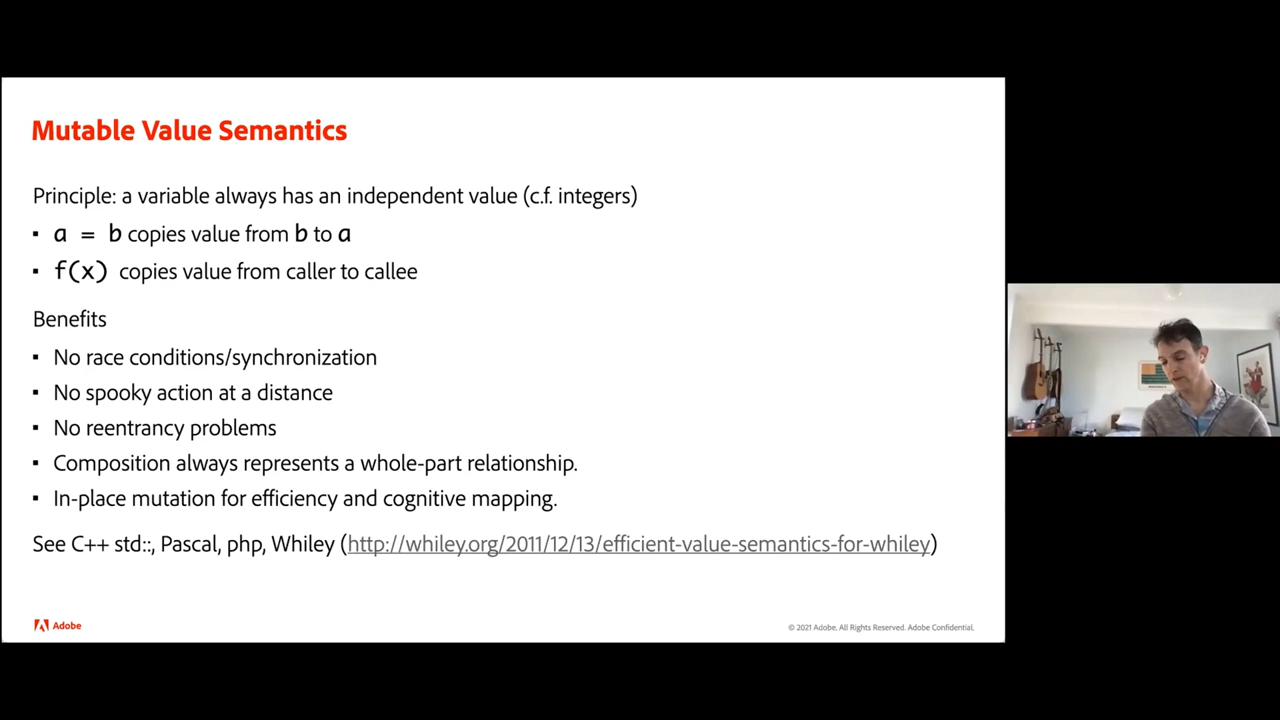 Mutable Value Semantics
Principle: a variable always has an independent value (c.f. integers)
▪ a = b copies value from b to a
▪ f(x) copies value from caller to callee
Benefits
▪ No race conditions/synchronization
▪ No spooky action at a distance
▪ No reentrancy problems
▪ Composition always represents a whole-part relationship.
▪ In-place mutation for efficiency and cognitive mapping.
See C++ std::, Pascal, php, Whiley (http://whiley.org/2011/12/13/efficient-value-semantics-for-whiley)
Adobe
© 2021 Adobe. All Rights Reserved. Adobe Confidential.